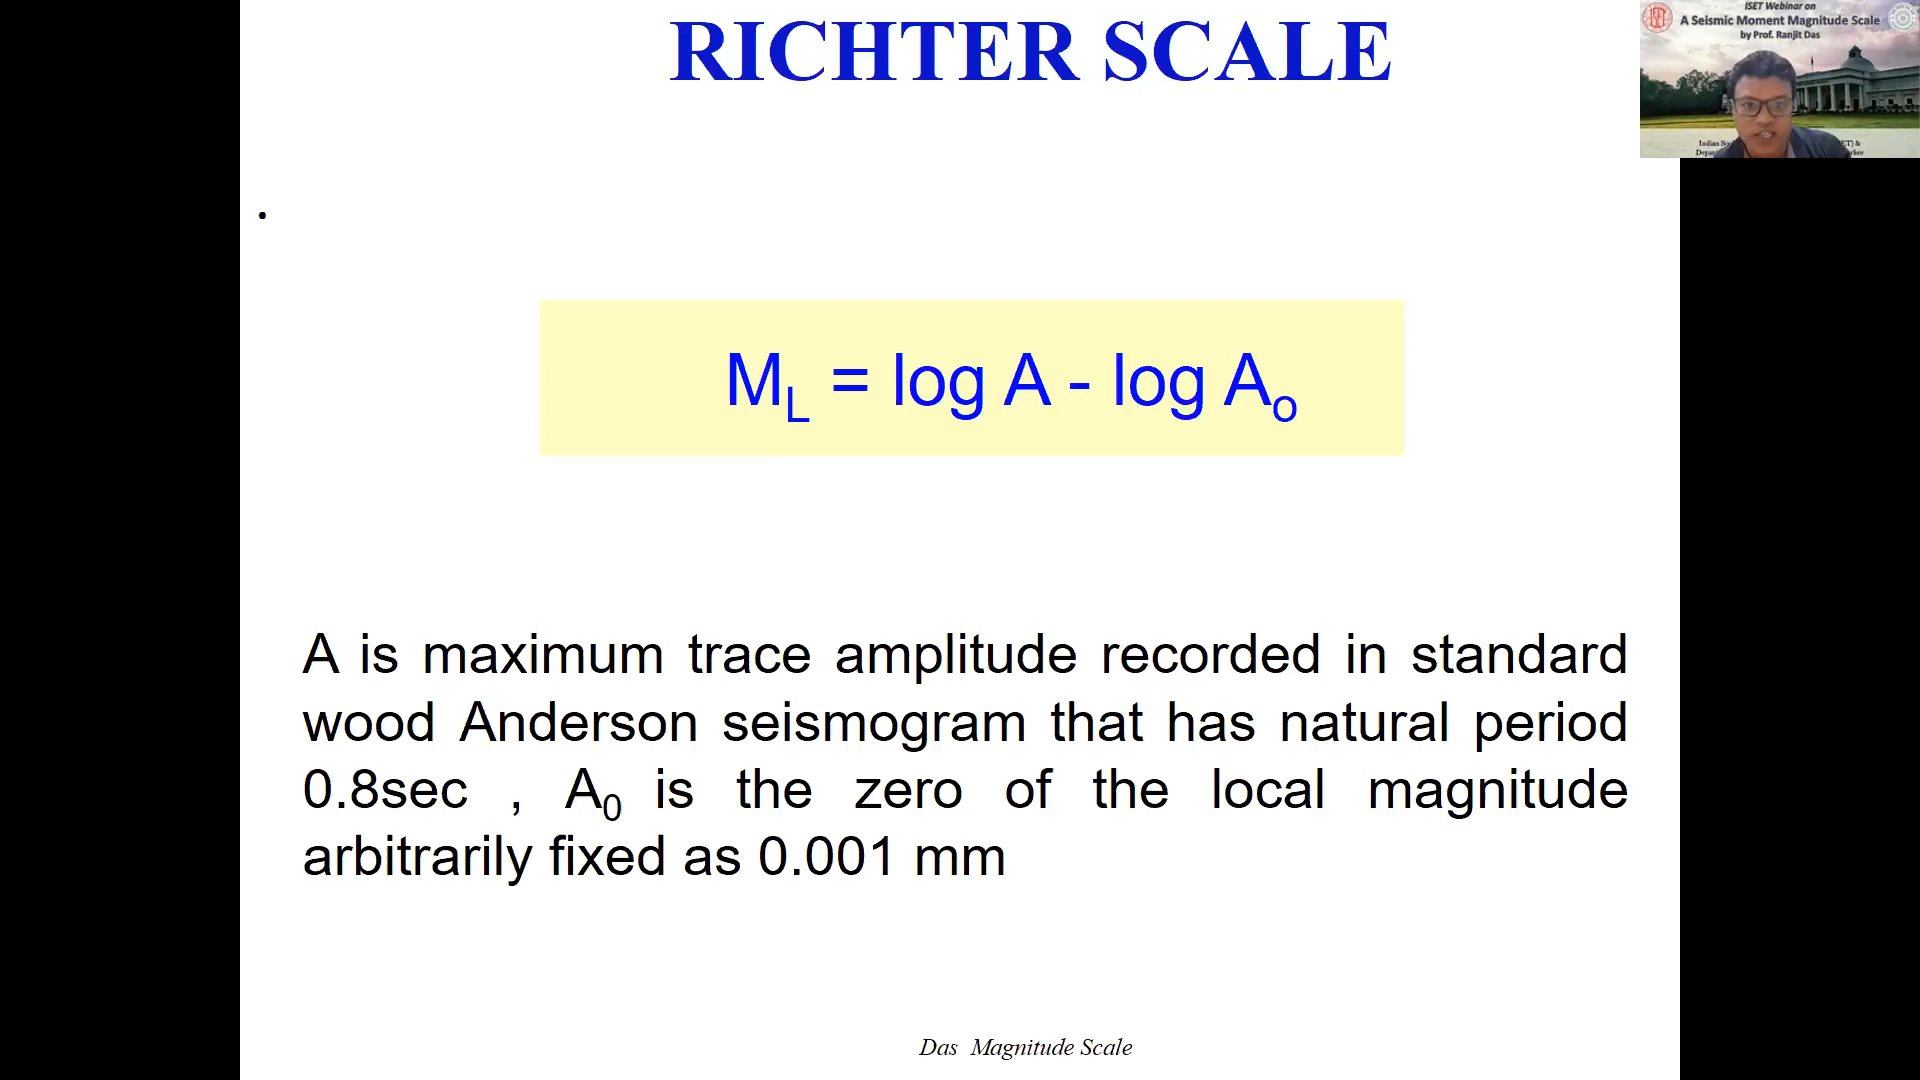 RICHTER SCALE
ISET Webinar on
A Seismic Moment Magnitude Scale
by Prof. Ranjit Das
.
M_L = log A - log A_o
A is maximum trace amplitude recorded in standard
wood Anderson seismogram that has natural period
0.8sec , A_0 is the zero of the local magnitude
arbitrarily fixed as 0.001 mm
Das Magnitude Scale